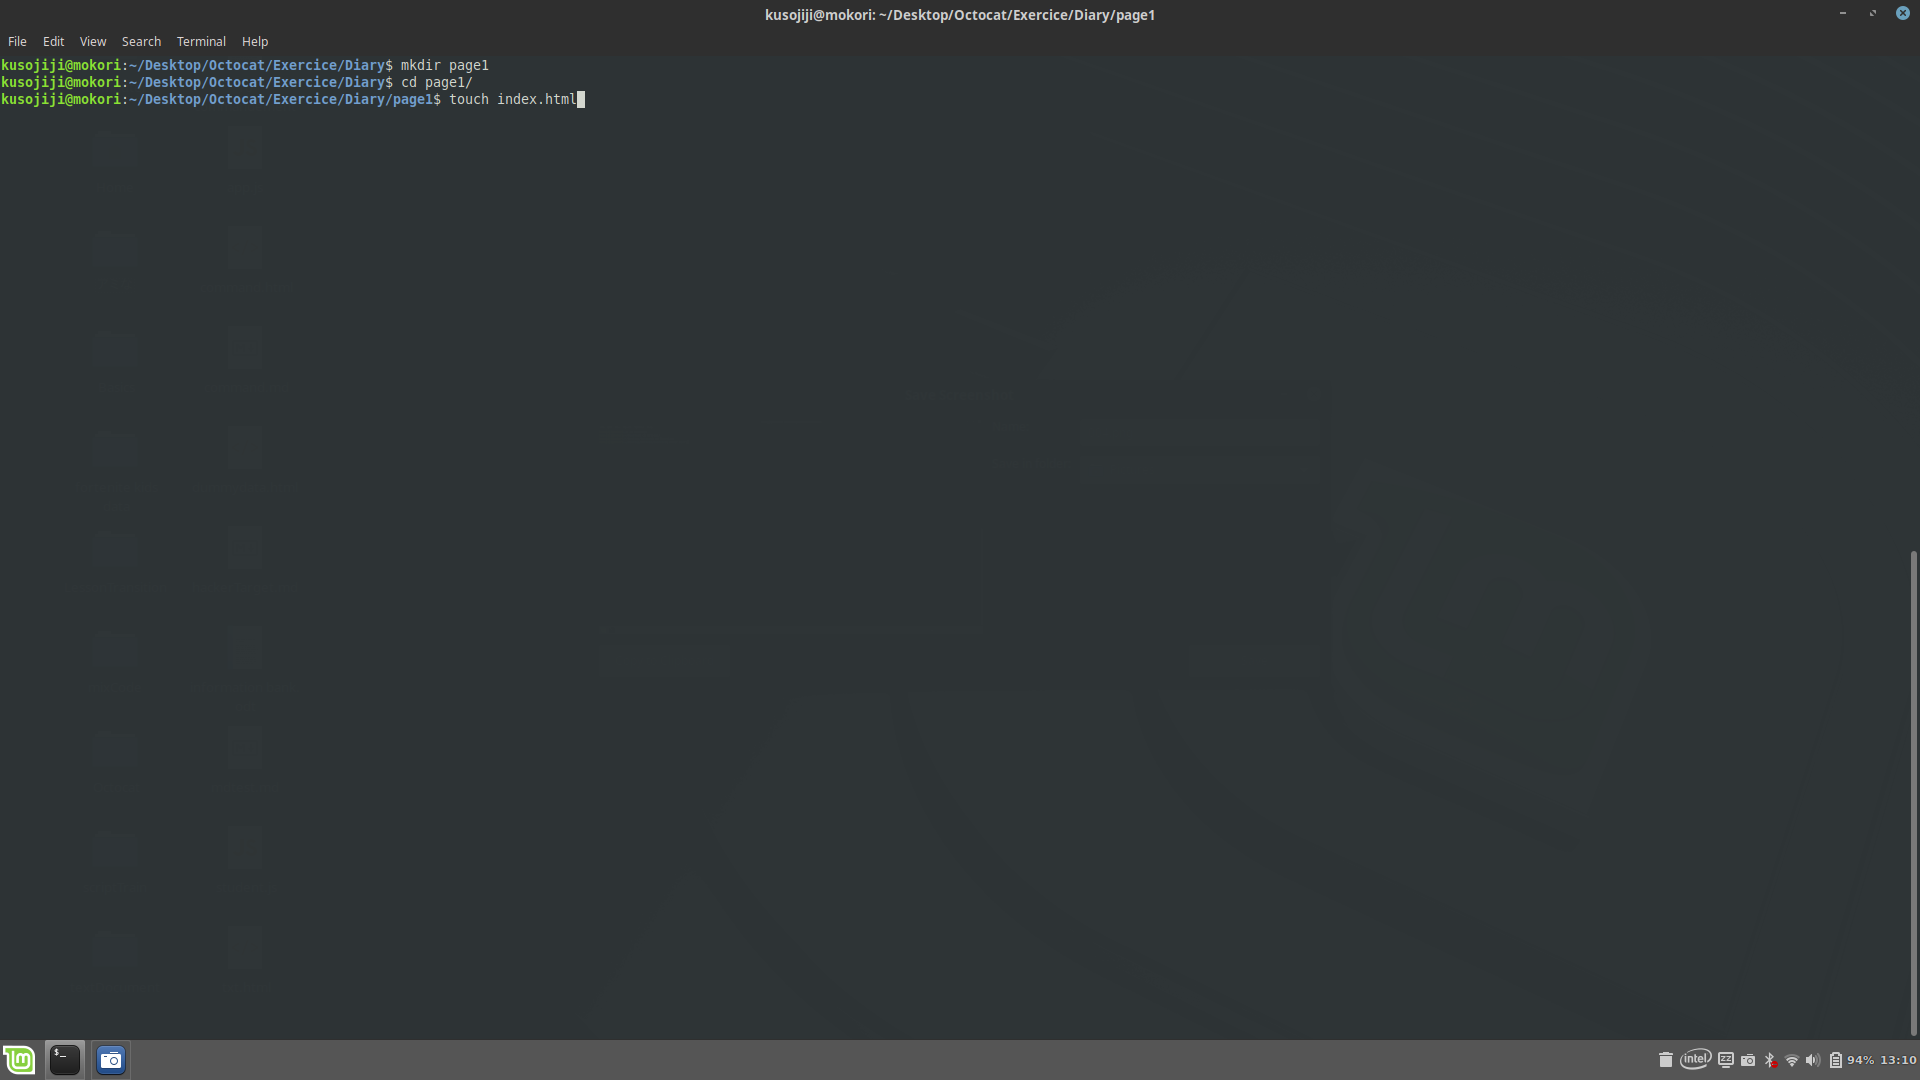 kusojiji@mokori: ~/Desktop/Octocat/Exercice/Diary/page1
File Edit View Search Terminal Help
kusojiji@mokori:~/Desktop/Octocat/Exercice/Diary$ mkdir page1
kusojiji@mokori:~/Desktop/Octocat/Exercice/Diary$ cd page1/
kusojiji@mokori:~/Desktop/Octocat/Exercice/Diary/page1$ touch index.html
$_
intel
zz
94% 13:10